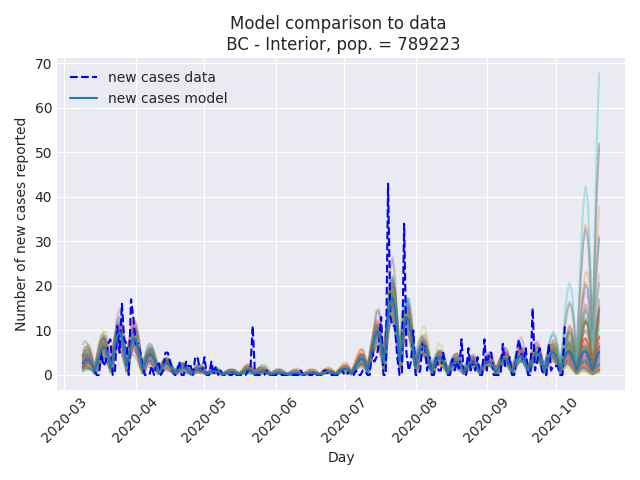 Model comparison to data
BC - Interior, pop. = 789223
new cases data
new cases model
Number of new cases reported
70
60
50
40
30
20
10
0
2020-03
2020-04
2020-05
2020-06
2020-07
2020-08
2020-09
2020-10
Day